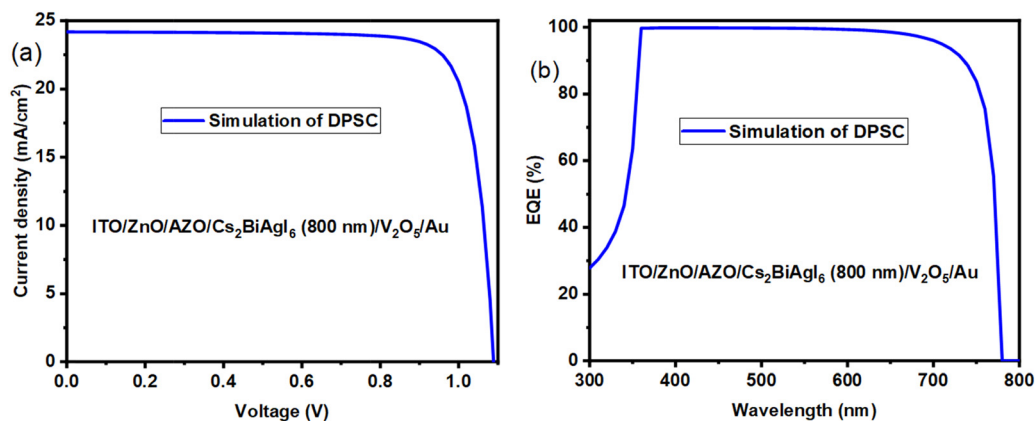 (a)
Current density (mA/cm²)
25
20
15
10
5
0
Simulation of DPSC
ITO/ZnO/AZO/Cs₂BiAgI₆ (800 nm)/V₂O₅/Au
0.0 0.2 0.4 0.6 0.8 1.0
Voltage (V)
(b)
EQE (%)
100
80
60
40
20
0
Simulation of DPSC
ITO/ZnO/AZO/Cs₂BiAgI₆ (800 nm)/V₂O₅/Au
300 400 500 600 700 800
Wavelength (nm)